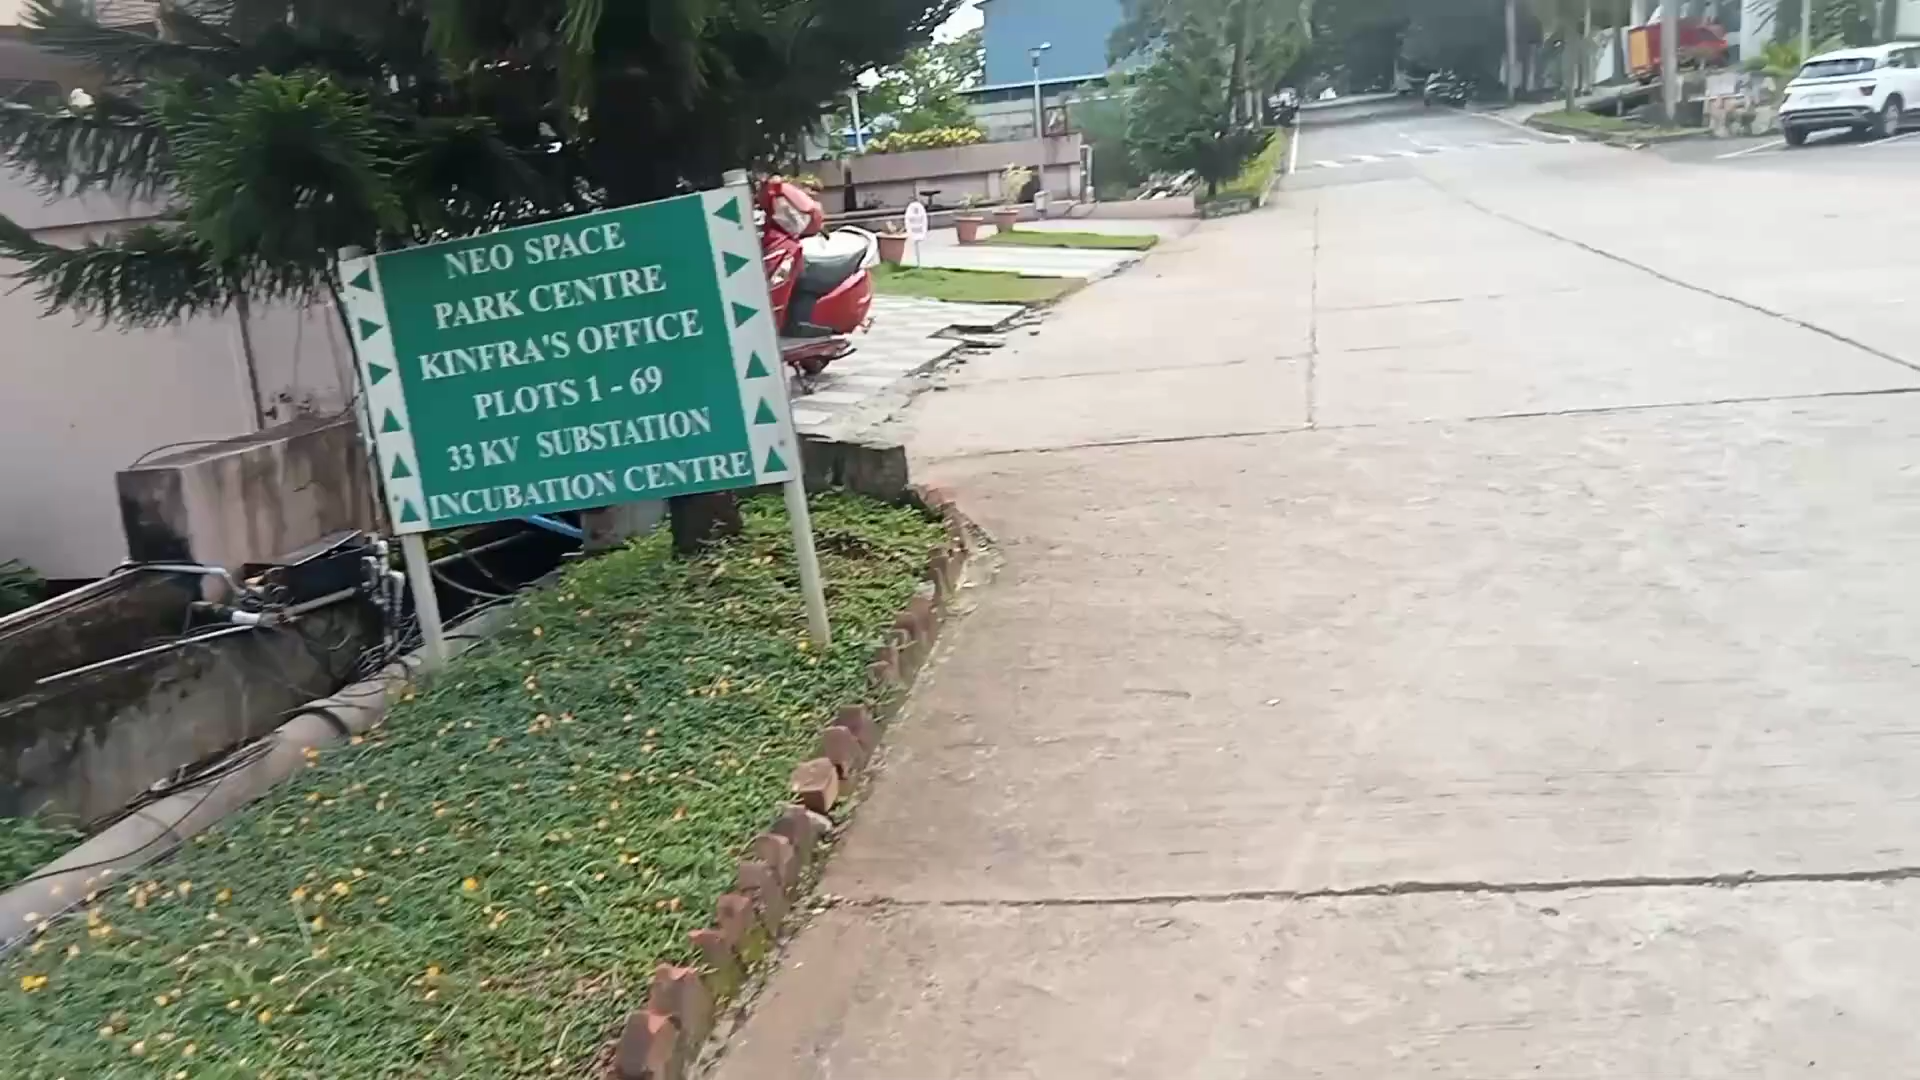 NEO SPACE
PARK CENTRE
KINFRA'S OFFICE
PLOTS 1 - 69
33 KV SUBSTATION
INCUBATION CENTRE